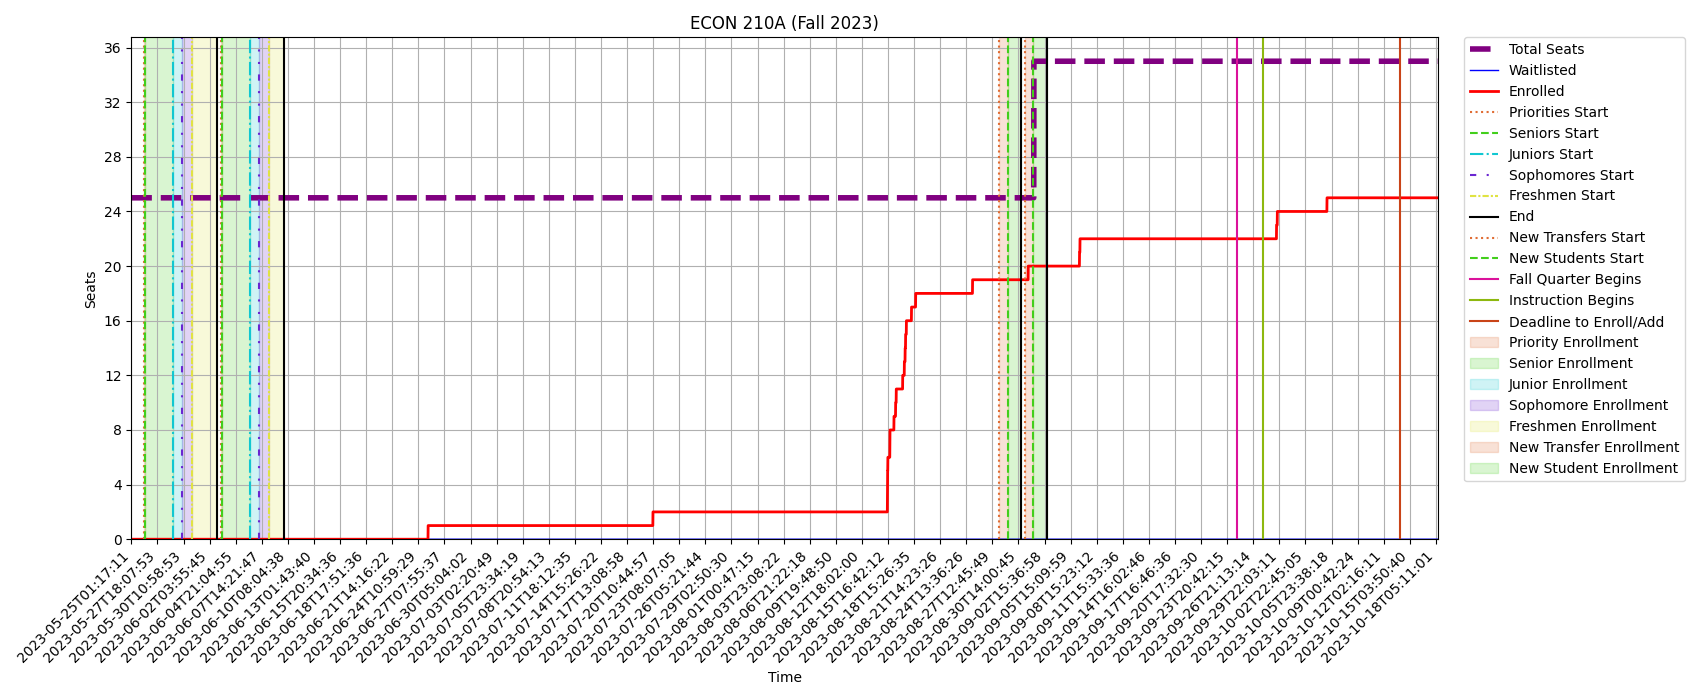 ECON 210A (Fall 2023)
Seats
36
32
28
24
20
16
12
8
4
0
2023-05-25T01:17:11
2023-05-27T18:07:53
2023-05-30T10:58:53
2023-06-02T03:55:45
2023-06-04T21:04:55
2023-06-07T14:21:47
2023-06-10T08:04:38
2023-06-13T01:43:40
2023-06-15T20:34:36
2023-06-18T17:51:36
2023-06-21T14:16:22
2023-06-24T10:59:29
2023-06-27T07:55:37
2023-06-30T05:04:02
2023-07-03T02:20:49
2023-07-05T23:34:19
2023-07-08T20:54:13
2023-07-11T18:12:35
2023-07-14T15:26:22
2023-07-17T13:08:58
2023-07-20T10:44:57
2023-07-23T08:07:05
2023-07-26T05:21:44
2023-07-29T02:50:30
2023-08-01T00:47:15
2023-08-03T23:08:22
2023-08-06T21:22:18
2023-08-09T19:48:50
2023-08-12T18:02:00
2023-08-15T16:42:12
2023-08-18T15:26:35
2023-08-21T14:23:26
2023-08-24T13:36:26
2023-08-27T12:45:49
2023-08-30T14:00:45
2023-09-02T15:36:58
2023-09-05T15:09:59
2023-09-08T15:23:12
2023-09-11T15:33:36
2023-09-14T16:02:46
2023-09-17T16:46:36
2023-09-20T17:32:30
2023-09-23T20:42:15
2023-09-26T21:13:14
2023-09-29T22:03:11
2023-10-02T22:45:05
2023-10-05T23:38:18
2023-10-09T00:42:24
2023-10-12T02:16:11
2023-10-15T03:50:40
2023-10-18T05:11:01
Time
Total Seats
Waitlisted
Enrolled
Priorities Start
Seniors Start
Juniors Start
Sophomores Start
Freshmen Start
End
New Transfers Start
New Students Start
Fall Quarter Begins
Instruction Begins
Deadline to Enroll/Add
Priority Enrollment
Senior Enrollment
Junior Enrollment
Sophomore Enrollment
Freshmen Enrollment
New Transfer Enrollment
New Student Enrollment